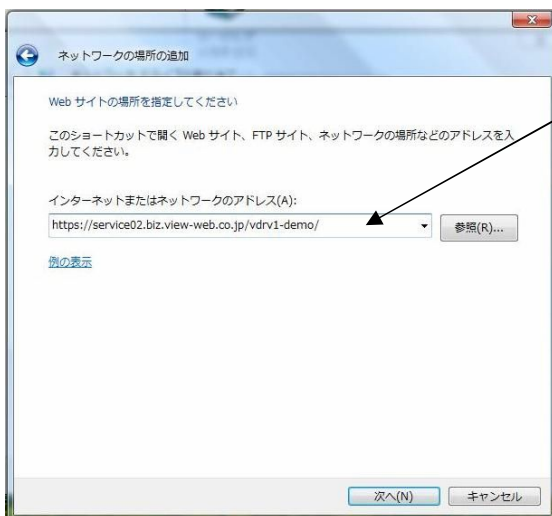 ネットワークの場所の追加
Web サイトの場所を指定してください
このショートカットで開く Web サイト、FTP サイト、ネットワークの場所などのアドレスを入
力してください。
インターネットまたはネットワークのアドレス(A):
https://service02.biz.view-web.co.jp/vdrv1-demo/
参照(R)...
例の表示
次へ(N)
キャンセル